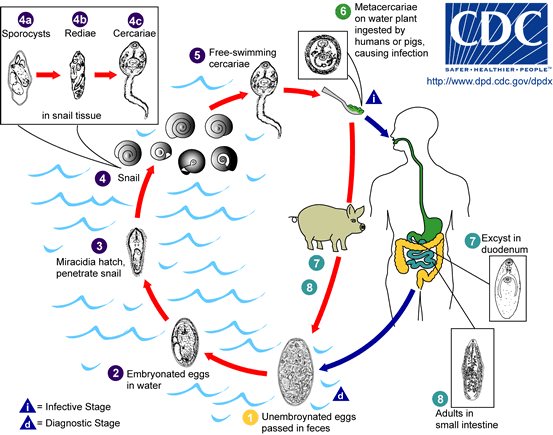 4a
4b
4c
Sporocysts
Rediae
Cercariae
in snail tissue
5
Free-swimming
cercariae
6
Metacercariae
on water plant
ingested by
humans or pigs,
causing infection
CDC
SAFER • HEALTHIER • PEOPLE™
http://www.dpd.cdc.gov/dpdx
i
4
Snail
3
Miracidia hatch,
penetrate snail
7
8
7
Excyst in
duodenum
2
Embryonated eggs
in water
d
1
Unembroynated eggs
passed in feces
8
Adults in
small intestine
i = Infective Stage
d = Diagnostic Stage